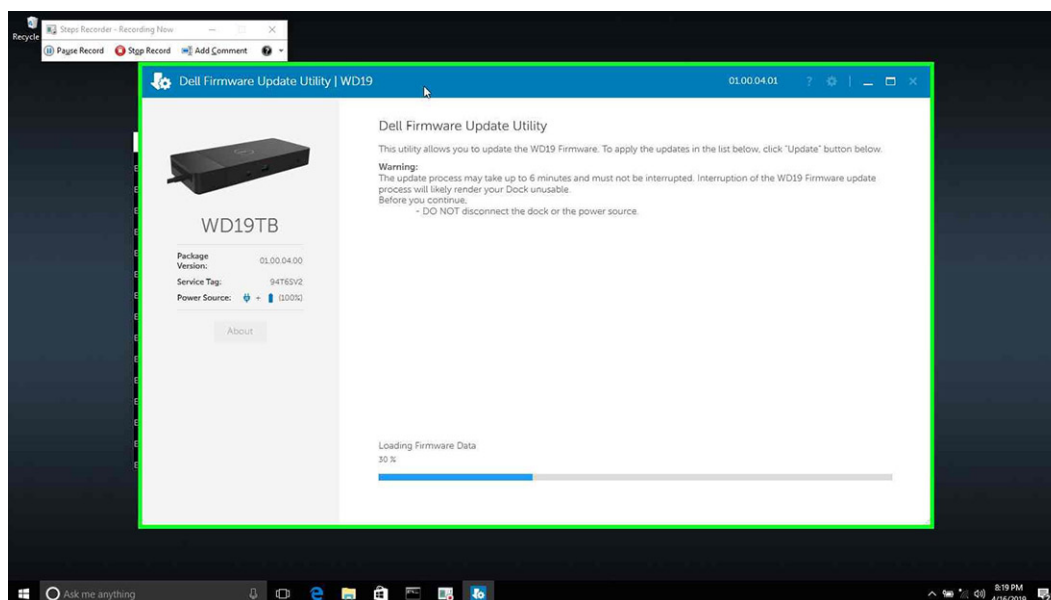 Recycle
Steps Recorder - Recording Now
Pause Record Stop Record Add Comment
Dell Firmware Update Utility | WD19 01.00.04.01 ?
WD19TB
Package Version: 01.00.04.00
Service Tag: 94T6SV2
Power Source: + (100%)
About
Dell Firmware Update Utility
This utility allows you to update the WD19 Firmware. To apply the updates in the list below, click "Update" button below.
Warning:
The update process may take up to 6 minutes and must not be interrupted. Interruption of the WD19 Firmware update
process will likely render your Dock unusable.
Before you continue,
- DO NOT disconnect the dock or the power source.
Loading Firmware Data
30 %
Ask me anything
8:19 PM
4/16/2019